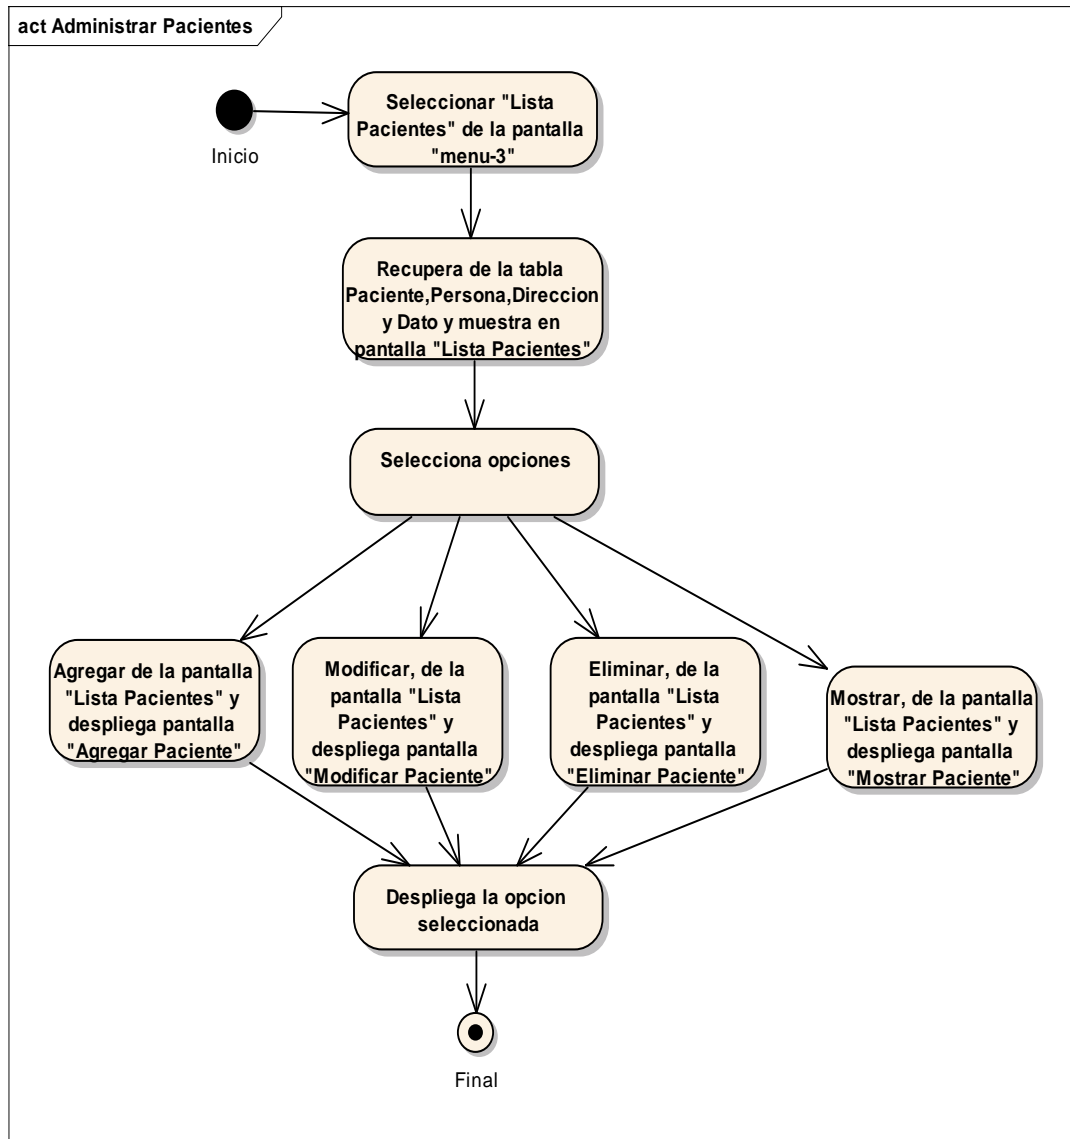 act Administrar Pacientes
Inicio
Seleccionar "Lista
Pacientes" de la pantalla
"menu-3"
Recupera de la tabla
Paciente,Persona,Direccion
y Dato y muestra en
pantalla "Lista Pacientes"
Selecciona opciones
Agregar de la pantalla
"Lista Pacientes" y
despliega pantalla
"Agregar Paciente"
Modificar, de la
pantalla "Lista
Pacientes" y
despliega pantalla
"Modificar Paciente"
Eliminar, de la
pantalla "Lista
Pacientes" y
despliega pantalla
"Eliminar Paciente"
Mostrar, de la pantalla
"Lista Pacientes" y
despliega pantalla
"Mostrar Paciente"
Despliega la opcion
seleccionada
Final